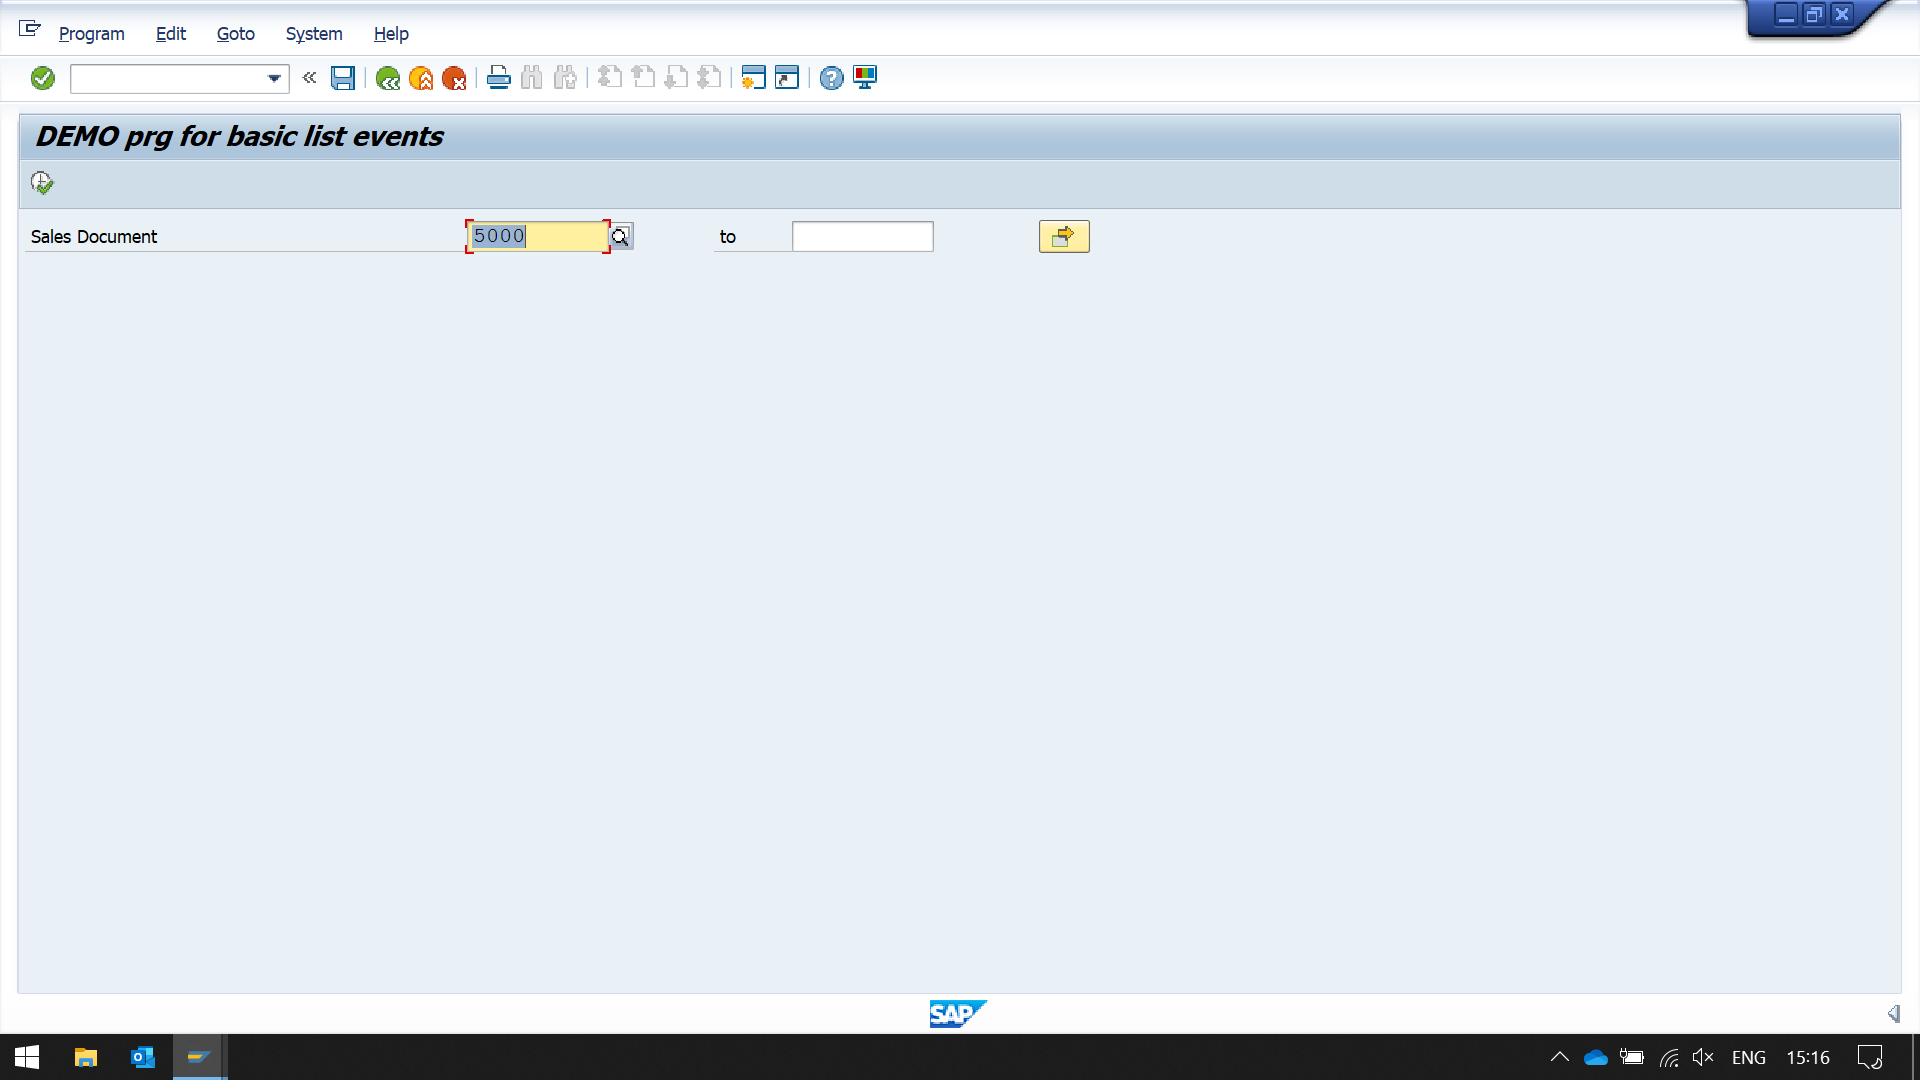 Program Edit Goto System Help
DEMO prg for basic list events
Sales Document 5000 to
SAP
ENG 15:16